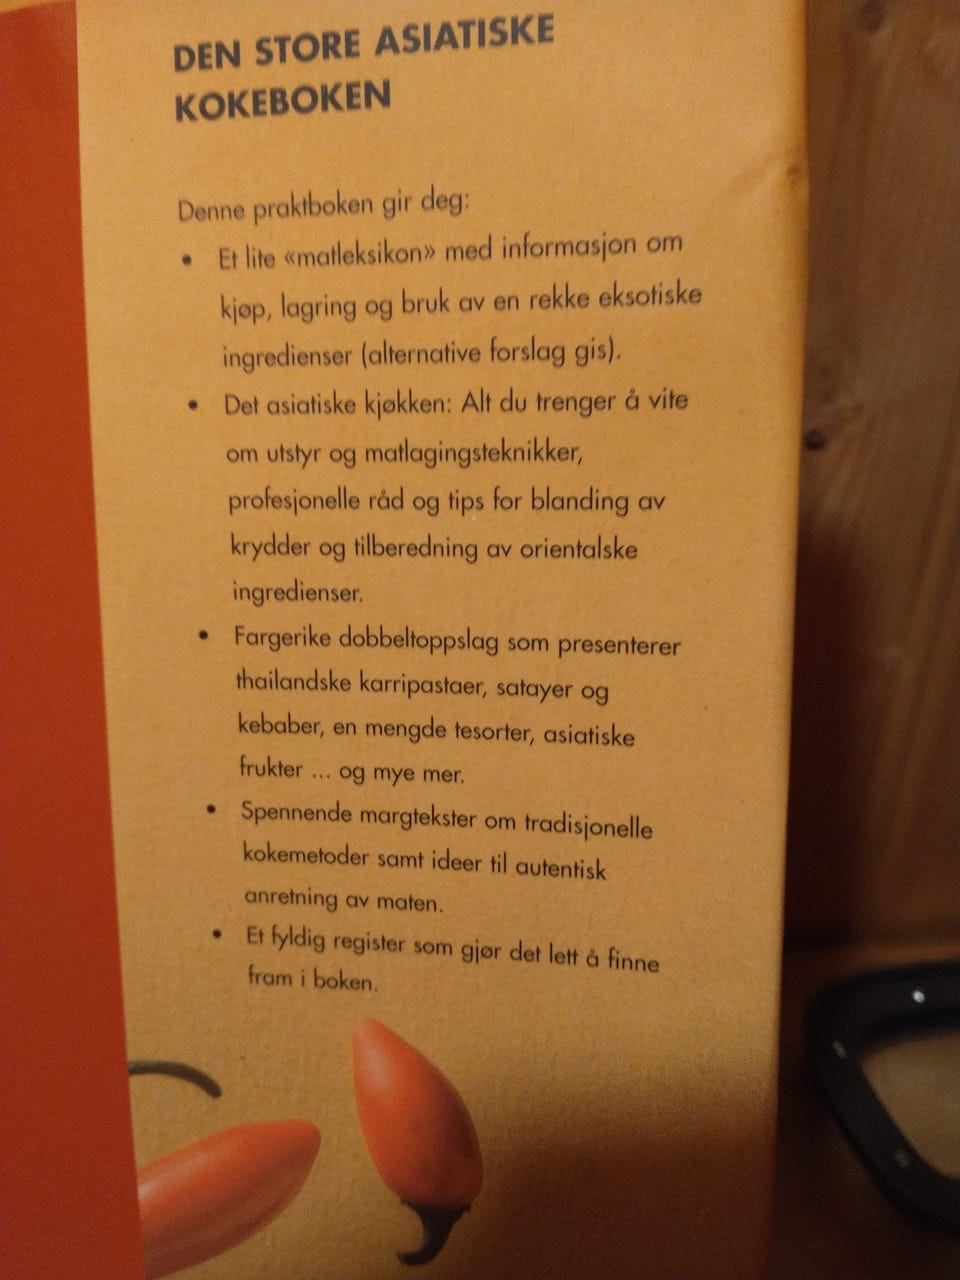 DEN STORE ASIATISKE
KOKEBOKEN
Denne praktboken gir deg:
• Et lite «matleksikon» med informasjon om
kjøp, lagring og bruk av en rekke eksotiske
ingredienser (alternative forslag gis).
• Det asiatiske kjøkken: Alt du trenger å vite
om utstyr og matlagingsteknikker,
profesjonelle råd og tips for blanding av
krydder og tilberedning av orientalske
ingredienser.
• Fargerike dobbeltoppslag som presenterer
thailandske karripastaer, satayer og
kebaber, en mengde tesorter, asiatiske
frukter ... og mye mer.
• Spennende margtekster om tradisjonelle
kokemetoder samt ideer til autentisk
anretning av maten.
• Et fyldig register som gjør det lett å finne
fram i boken.